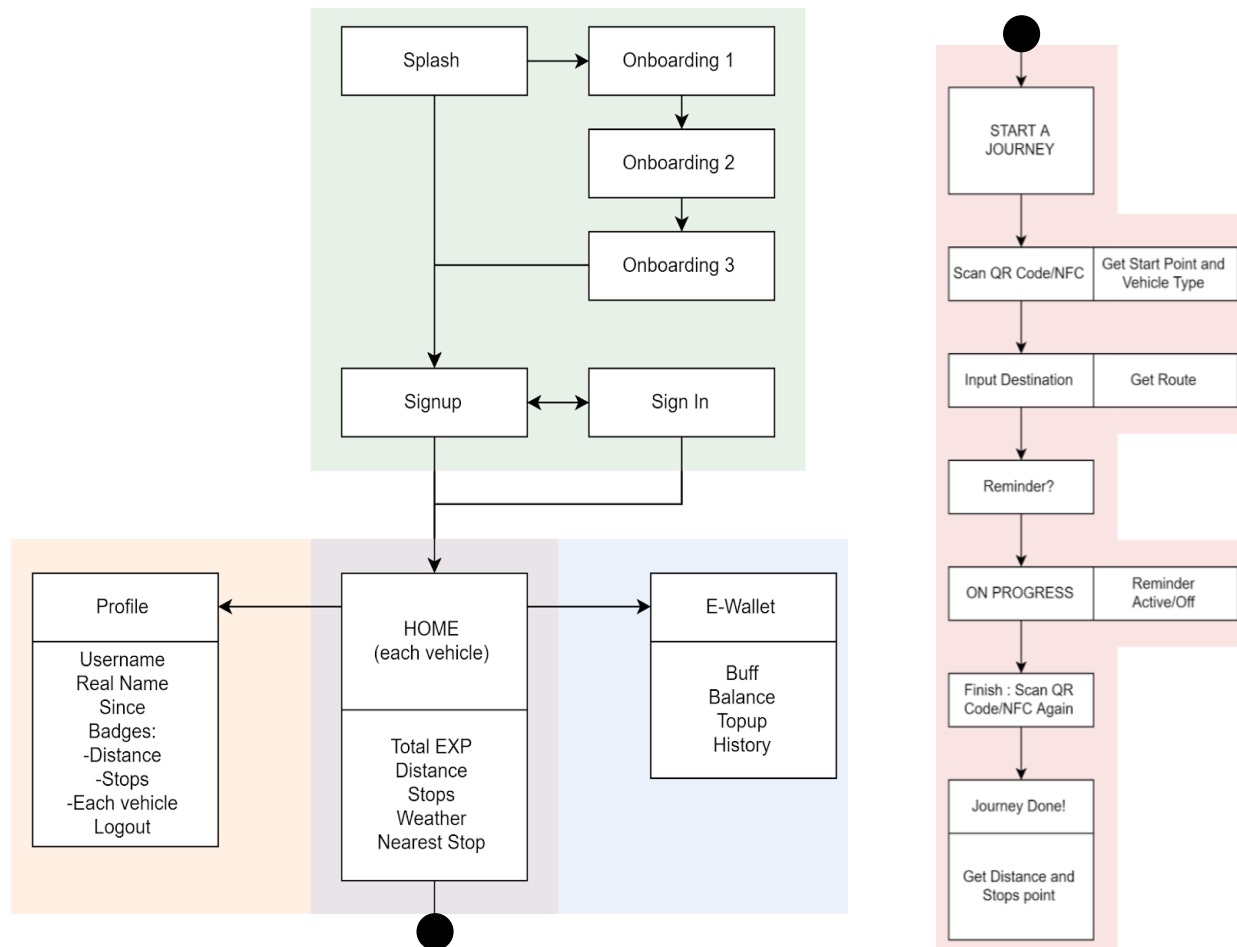 Splash
Onboarding 1
Onboarding 2
Onboarding 3
Signup
Sign In
Profile
Username
Real Name
Since
Badges:
-Distance
-Stops
-Each vehicle
Logout
HOME
(each vehicle)
Total EXP
Distance
Stops
Weather
Nearest Stop
E-Wallet
Buff
Balance
Topup
History
START A
JOURNEY
Scan QR Code/NFC
Get Start Point and
Vehicle Type
Input Destination
Get Route
Reminder?
ON PROGRESS
Reminder
Active/Off
Finish : Scan QR
Code/NFC Again
Journey Done!
Get Distance and
Stops point